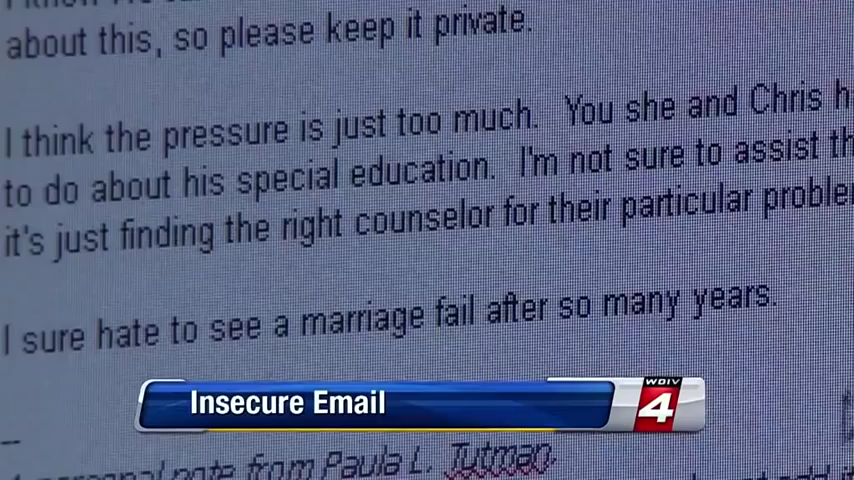 about this, so please keep it private.
I think the pressure is just too much. You she and Chris h
to do about his special education. I'm not sure to assist th
it's just finding the right counselor for their particular proble
I sure hate to see a marriage fail after so many years.
Insecure Email
WDIV
4
personal note from Paula L. Tutman